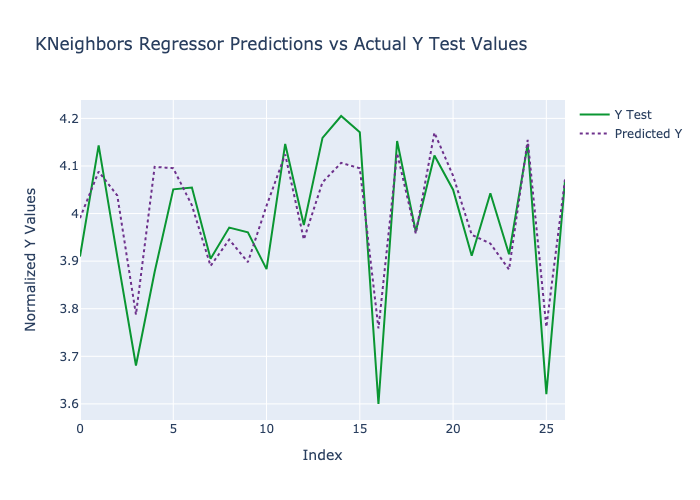 KNeighbors Regressor Predictions vs Actual Y Test Values
Y Test
Predicted Y
4.2
4.1
4
3.9
3.8
3.7
3.6
Normalized Y Values
0
5
10
15
20
25
Index